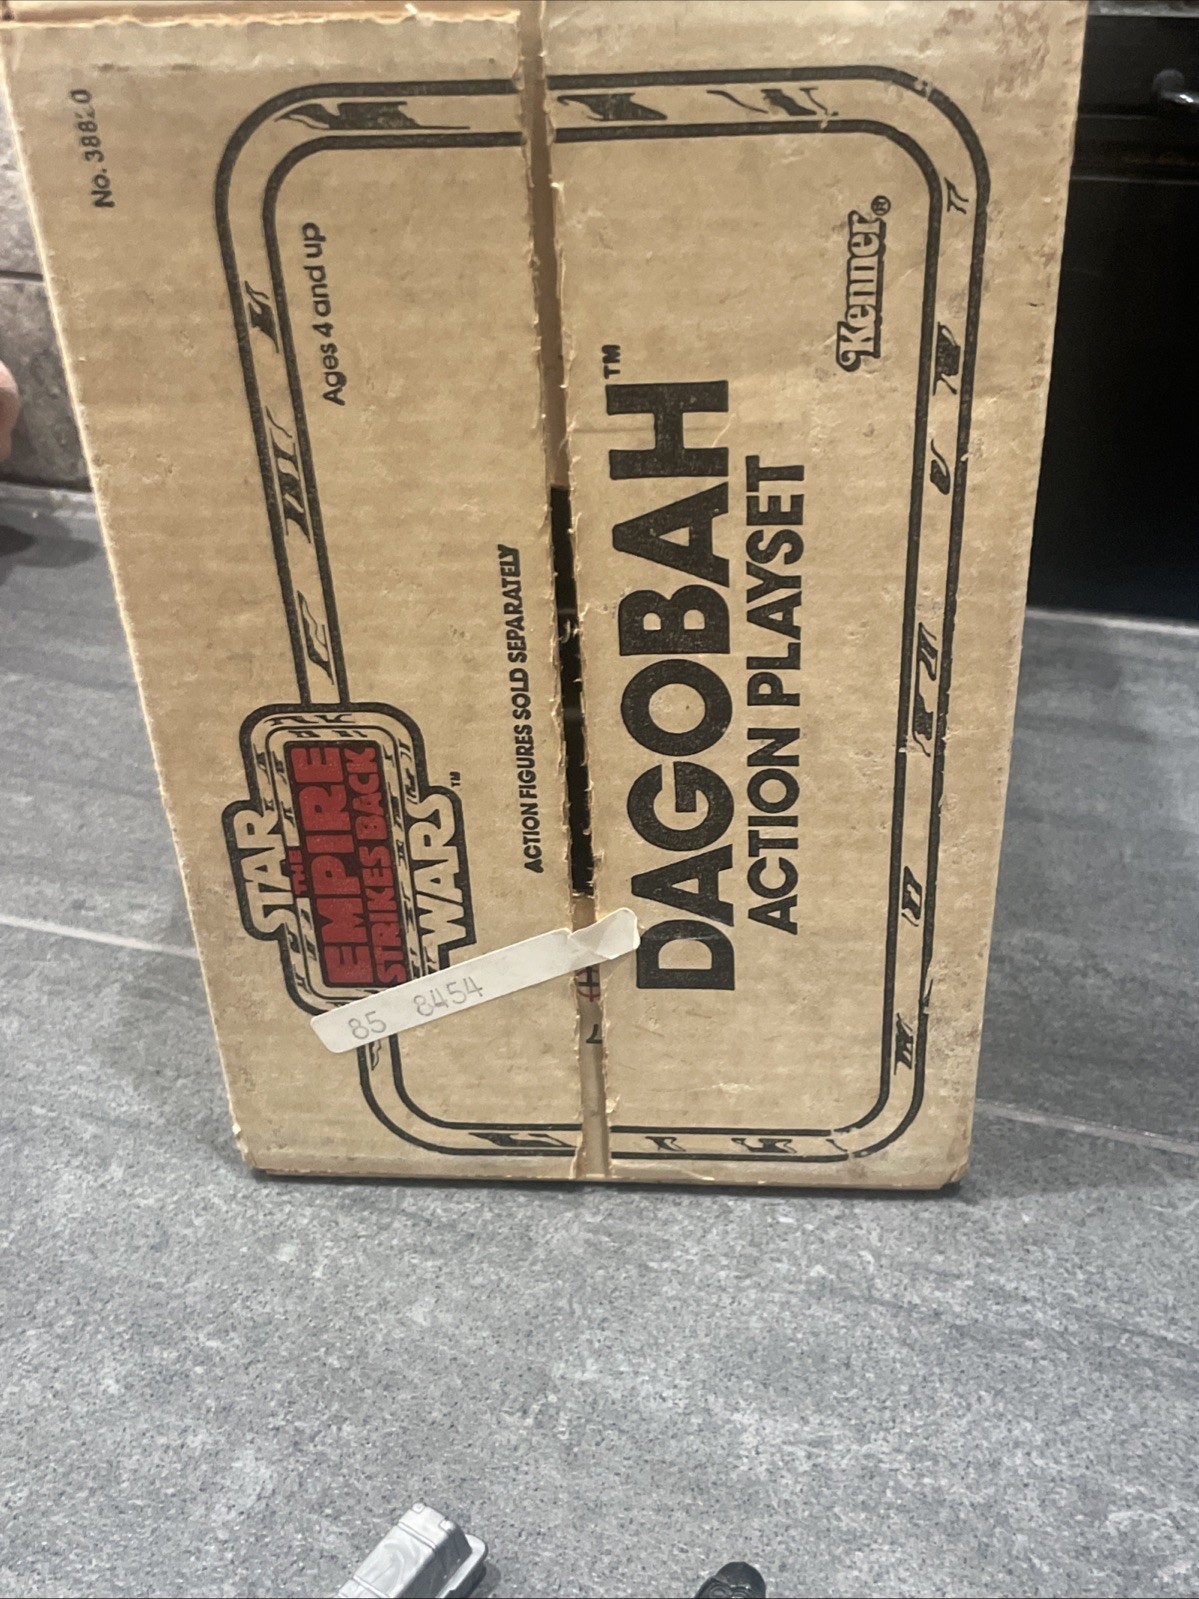 No. 38820
Ages 4 and up
STAR
THE
EMPIRE
STRIKES BACK
WARS™
ACTION FIGURES SOLD SEPARATELY
85 8454
DAGOBAH™
ACTION PLAYSET
Kenner®